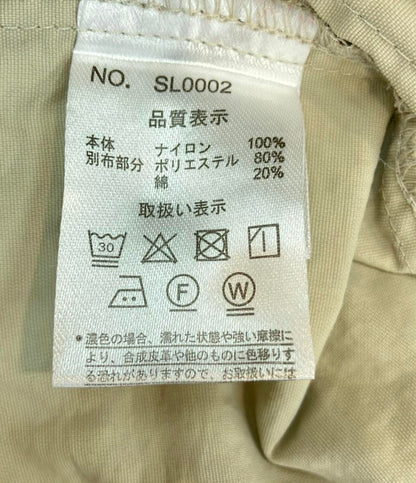 NO. SL0002
品質表示
本体 ナイロン 100%
別布部分 ポリエステル 80%
綿 20%
取扱い表示
30
F W
*濃色の場合、濡れた状態や強い摩擦に
より、合成皮革や他のものに色移りす
る恐れがありますので、お取扱いには